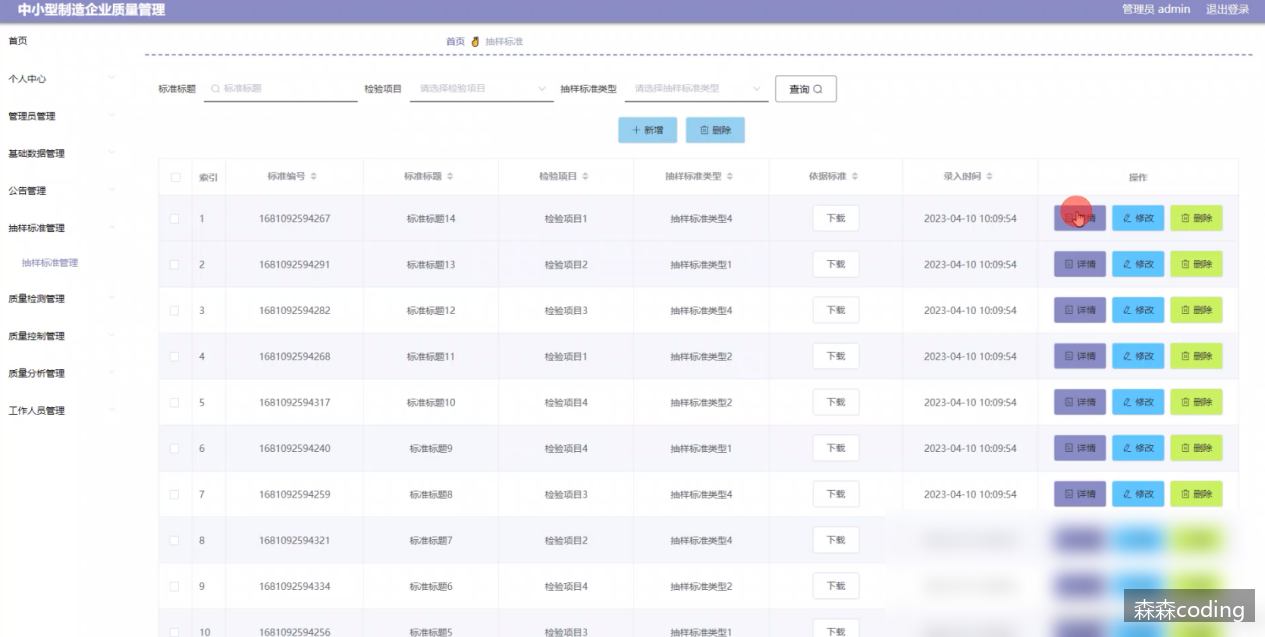 中小型制造企业质量管理 管理员 admin 退出登录
首页
个人中心
管理员管理
基础数据管理
公告管理
抽样标准管理
抽样标准管理
质量检测管理
质量控制管理
质量分析管理
工作人员管理
首页 抽样标准
标准标题 标准标题 检验项目 请选择检验项目 抽样标准类型 请选择抽样标准类型 查询
新增 删除
索引 标准编号 标准标题 检验项目 抽样标准类型 依据标准 录入时间 操作
1 1681092594267 标准标题14 检验项目1 抽样标准类型4 下载 2023-04-10 10:09:54 修改 删除
2 1681092594291 标准标题13 检验项目2 抽样标准类型1 下载 2023-04-10 10:09:54 详情 修改 删除
3 1681092594282 标准标题12 检验项目3 抽样标准类型4 下载 2023-04-10 10:09:54 详情 修改 删除
4 1681092594268 标准标题11 检验项目1 抽样标准类型2 下载 2023-04-10 10:09:54 详情 修改 删除
5 1681092594317 标准标题10 检验项目4 抽样标准类型2 下载 2023-04-10 10:09:54 详情 修改 删除
6 1681092594240 标准标题9 检验项目4 抽样标准类型1 下载 2023-04-10 10:09:54 详情 修改 删除
7 1681092594259 标准标题8 检验项目3 抽样标准类型4 下载 2023-04-10 10:09:54 详情 修改 删除
8 1681092594321 标准标题7 检验项目2 抽样标准类型4 下载
9 1681092594334 标准标题6 检验项目4 抽样标准类型2 下载
10 1681092594256 标准标题5 检验项目3 抽样标准类型1 下载
森森coding